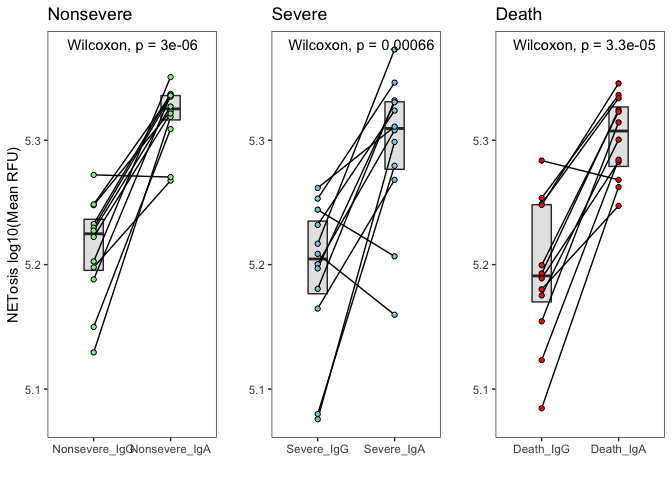 Nonsevere
Severe
Death
Wilcoxon, p = 3e-06
Wilcoxon, p = 0.00066
Wilcoxon, p = 3.3e-05
NETosis log10(Mean RFU)
5.3
5.2
5.1
5.3
5.2
5.1
5.3
5.2
5.1
Nonsevere_IgG
Nonsevere_IgA
Severe_IgG
Severe_IgA
Death_IgG
Death_IgA